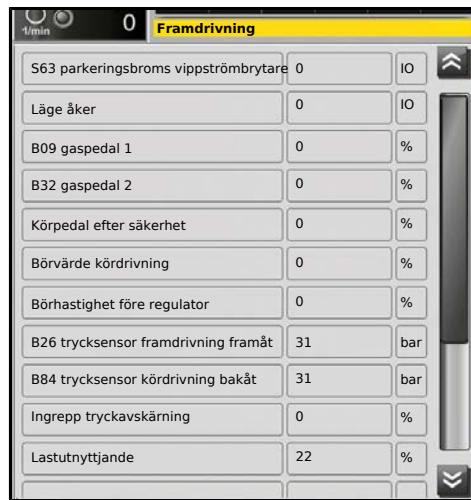 1/min 0 Framdrivning
S63 parkeringsbroms vippströmbrytare 0 IO
Läge åker 0 IO
B09 gaspedal 1 0 %
B32 gaspedal 2 0 %
Körpedal efter säkerhet 0 %
Börvärde kördrivning 0 %
Börhastighet före regulator 0 %
B26 trycksensor framdrivning framåt 31 bar
B84 trycksensor kördrivning bakåt 31 bar
Ingrepp tryckavskärning 0 %
Lastutnyttjande 22 %